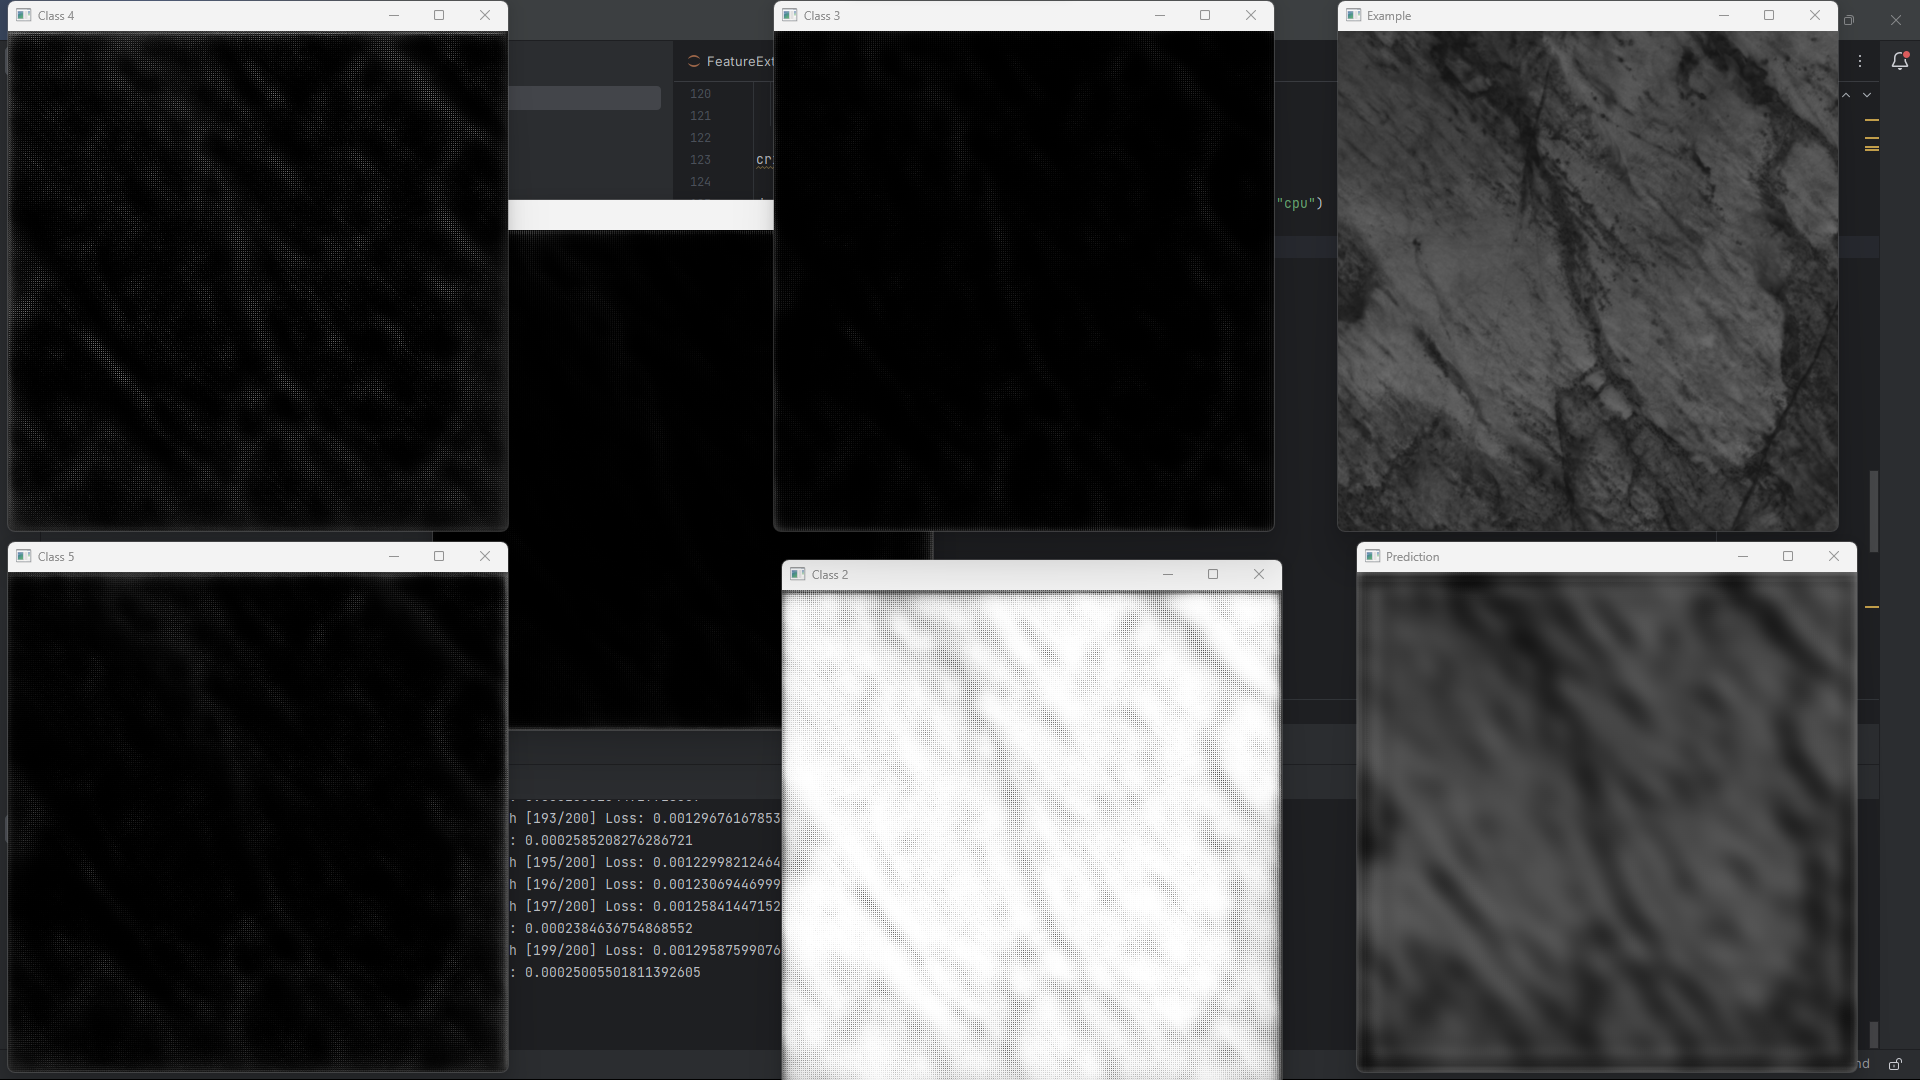 Class 4
Class 3
Example
FeatureExt
120
121
122
123
cr
124
"cpu")
Class 5
Class 2
Prediction
h [193/200] Loss: 0.00129676167853
: 0.0002585208276286721
h [195/200] Loss: 0.00122998212464
h [196/200] Loss: 0.00123069446999
h [197/200] Loss: 0.00125841447152
: 0.0002384636754868552
h [199/200] Loss: 0.00129587599076
: 0.00025005501811392605
nd